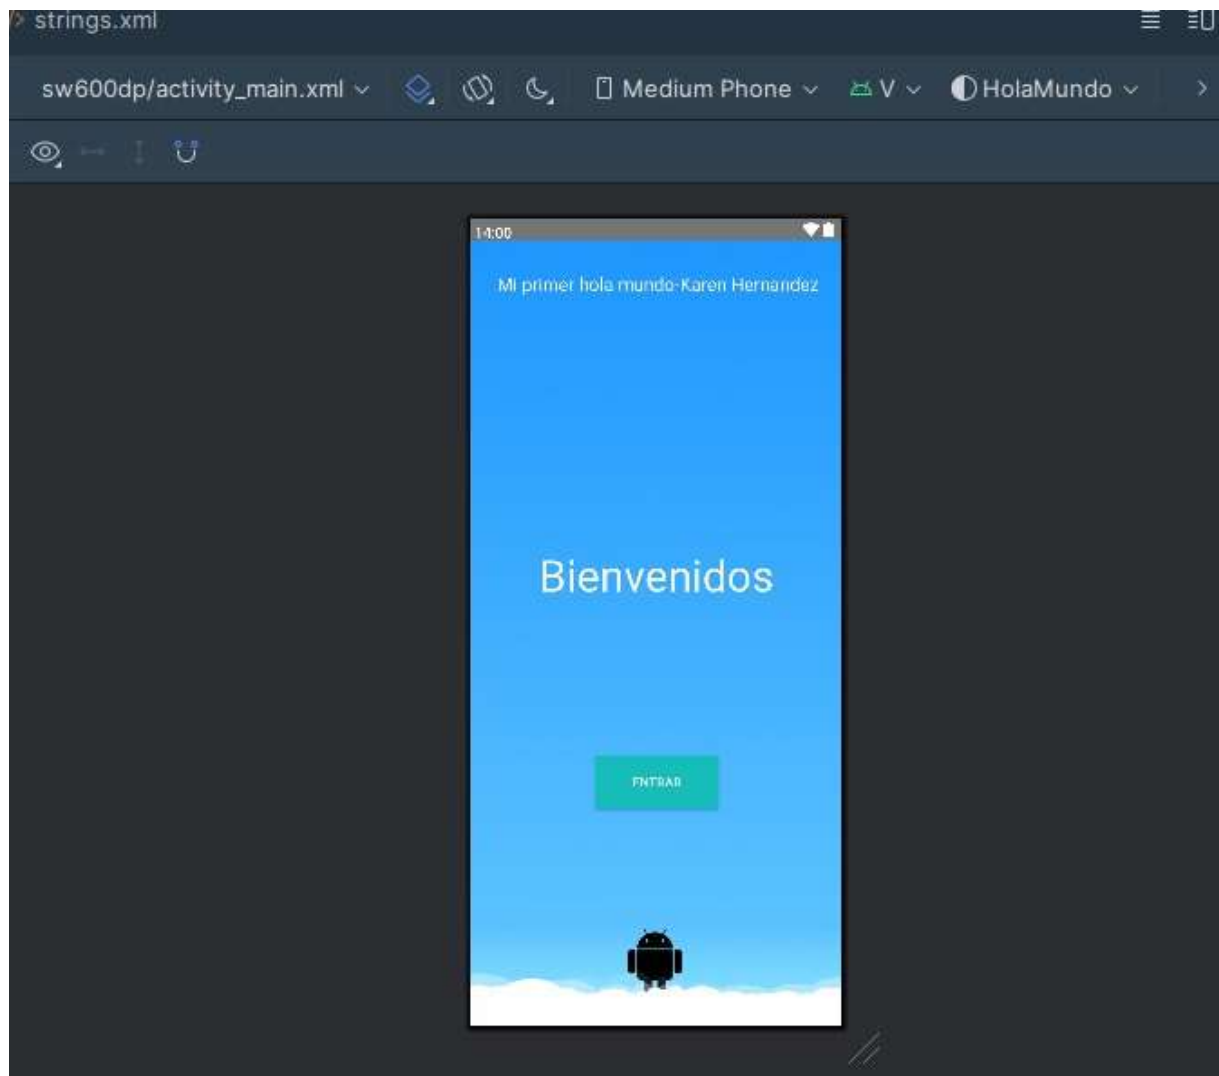 strings.xml
sw600dp/activity_main.xml Medium Phone V HolaMundo
14:00
Mi primer hola mundo-Karen Hernandez
Bienvenidos
ENTRAR